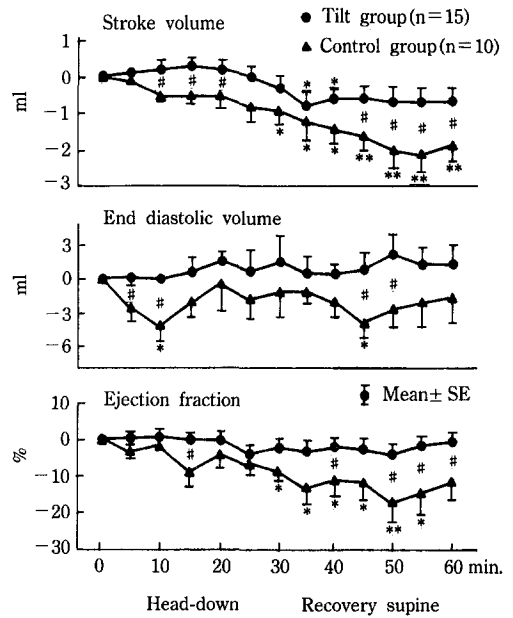 Stroke volume
● Tilt group (n=15)
▲ Control group (n=10)
1
0
-1
-2
-3
ml
# # #
* *
* * * ** ** ** **
# # # #
End diastolic volume
3
0
-3
-6
ml
# # # #
* *
Ejection fraction
Mean± SE
10
0
-10
-20
-30
%
# # # # #
* * * * ** *
0 10 20 30 40 50 60 min.
Head-down Recovery supine